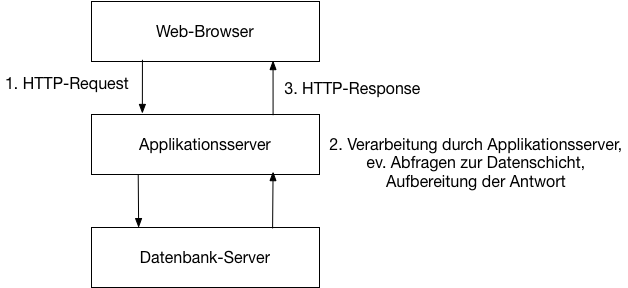 Web-Browser
1. HTTP-Request
3. HTTP-Response
Applikationsserver
2. Verarbeitung durch Applikationsserver,
ev. Abfragen zur Datenschicht,
Aufbereitung der Antwort
Datenbank-Server